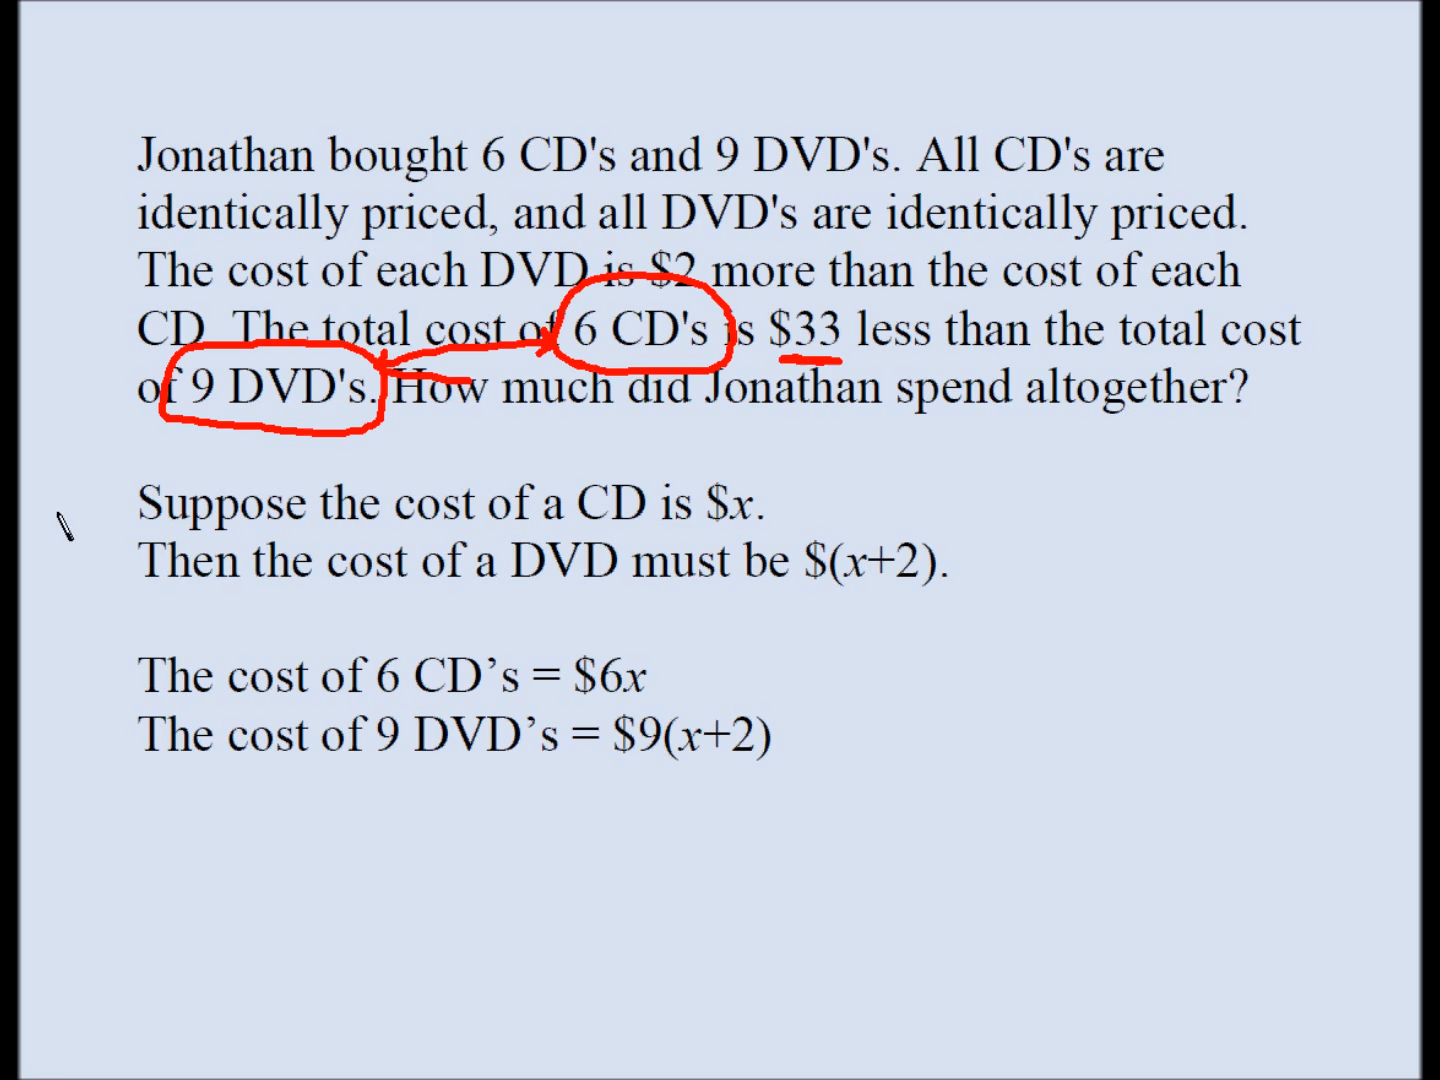 Jonathan bought 6 CD's and 9 DVD's. All CD's are
identically priced, and all DVD's are identically priced.
The cost of each DVD is $2 more than the cost of each
CD. The total cost of 6 CD's is $33 less than the total cost
of 9 DVD's. How much did Jonathan spend altogether?
Suppose the cost of a CD is $x.
Then the cost of a DVD must be $(x+2).
The cost of 6 CD’s = $6x
The cost of 9 DVD’s = $9(x+2)